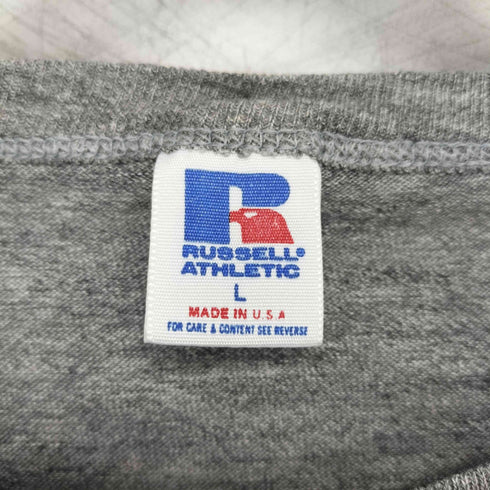 R
RUSSELL®
ATHLETIC
L
MADE IN U.S.A
FOR CARE & CONTENT SEE REVERSE